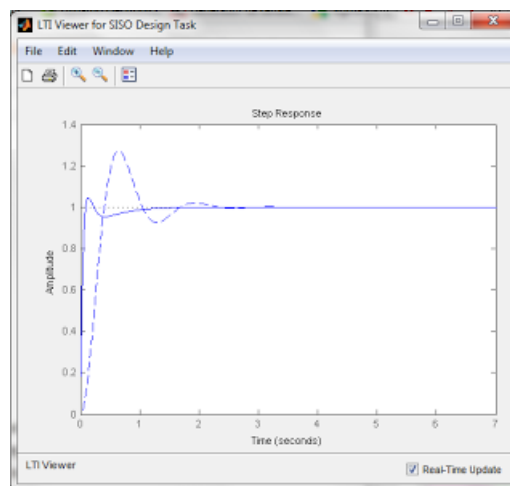 LTI Viewer for SISO Design Task
File Edit Window Help
Step Response
1.4
1.2
1
0.8
0.6
0.4
0.2
0
Amplitude
0 1 2 3 4 5 6 7
Time (seconds)
LTI Viewer
Real-Time Update